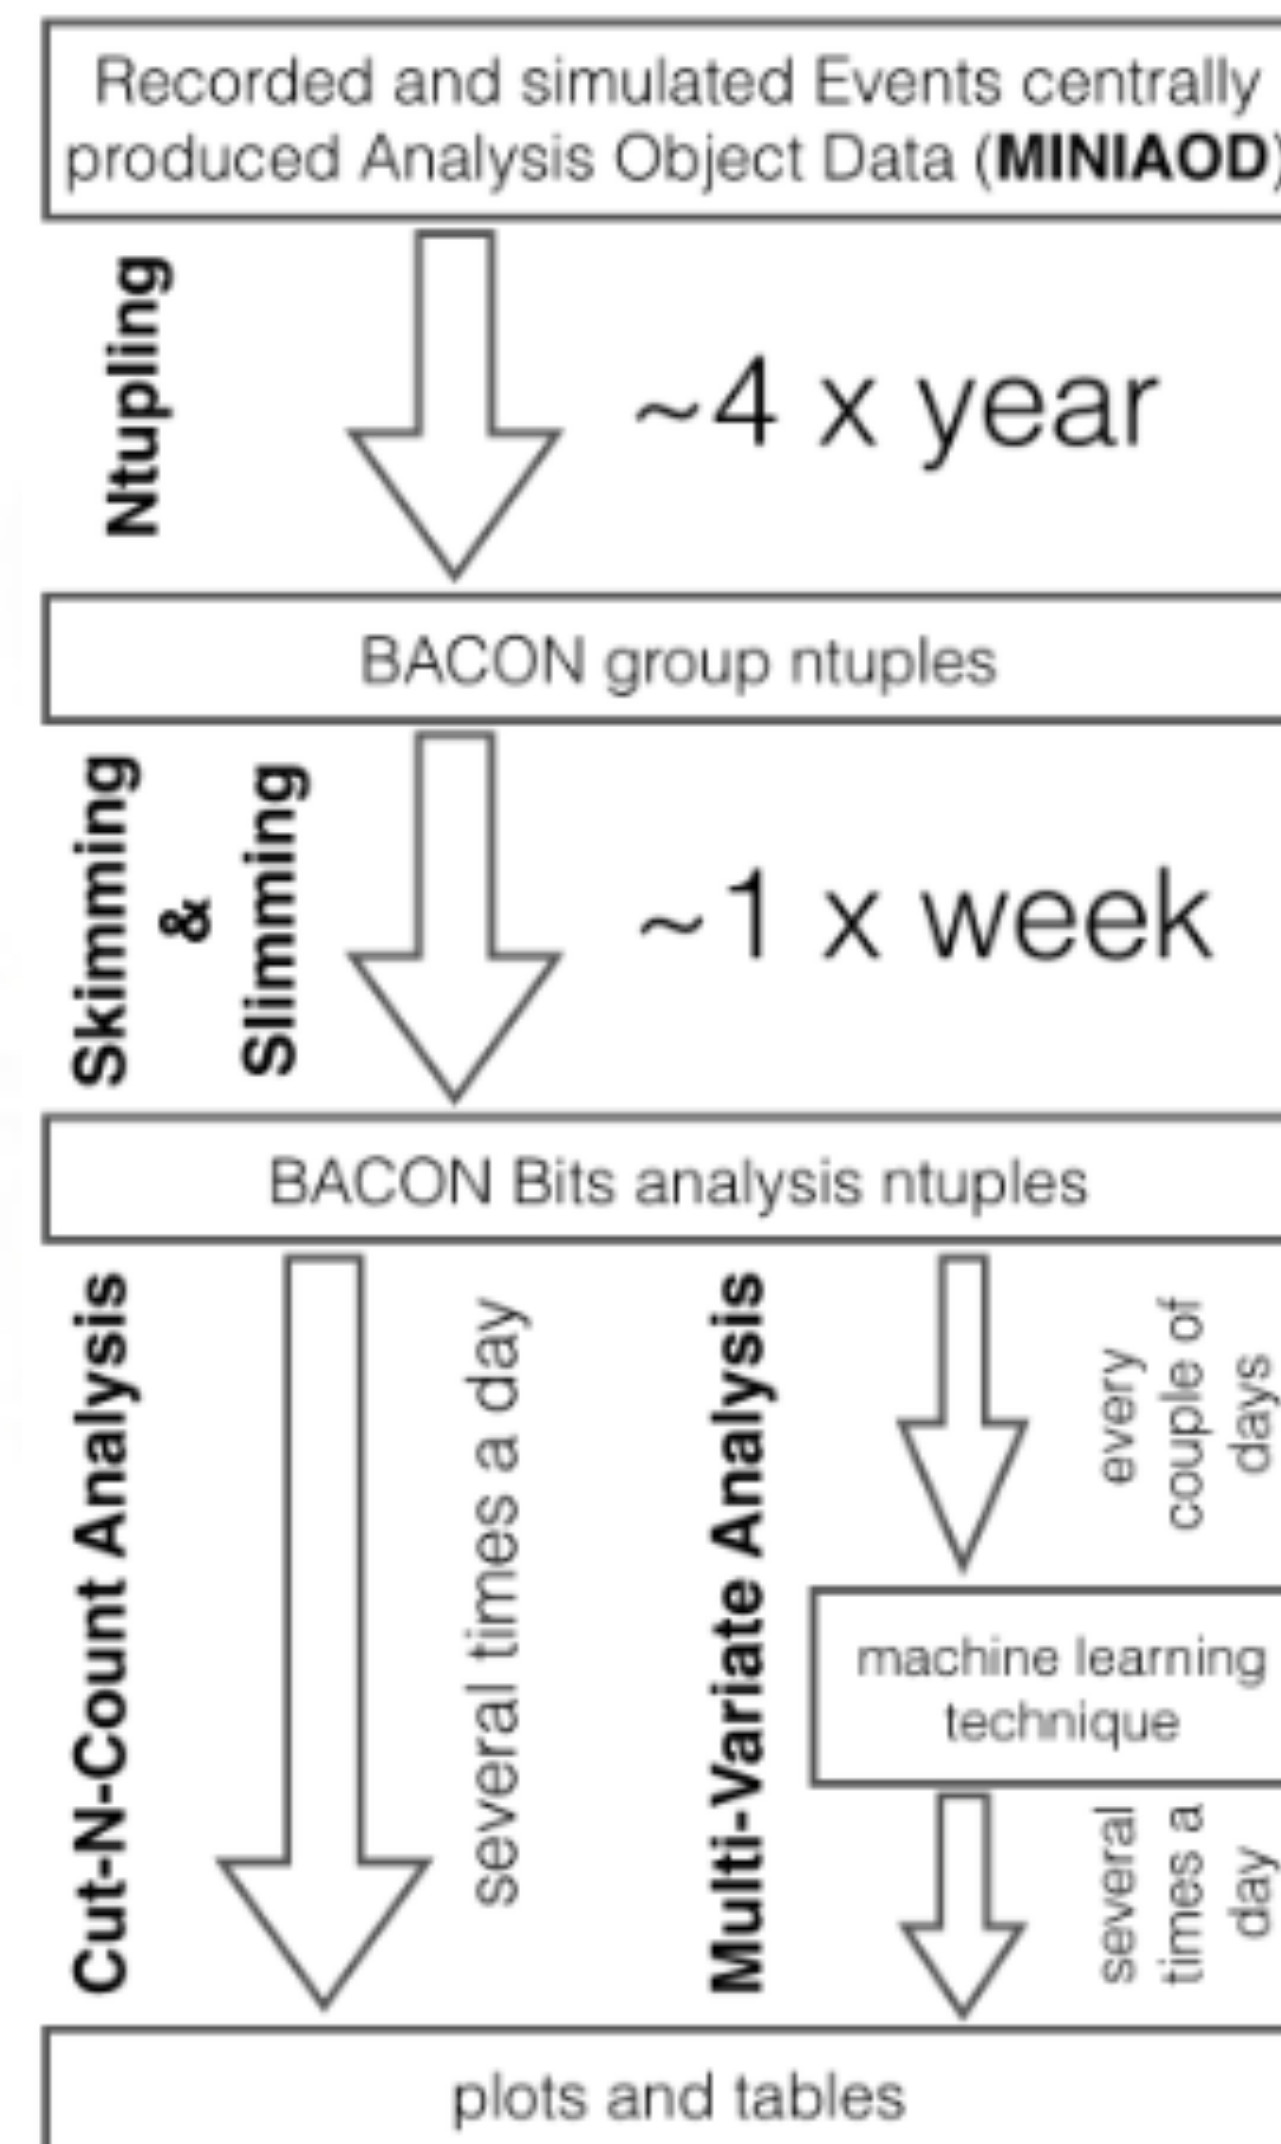 Recorded and simulated Events centrally
produced Analysis Object Data (MINIAOD)
Ntupling
~4 x year
BACON group ntuples
Skimming
&
Slimming
~1 x week
BACON Bits analysis ntuples
Cut-N-Count Analysis
several times a day
Multi-Variate Analysis
every
couple of
days
machine learning
technique
several
times a
day
plots and tables